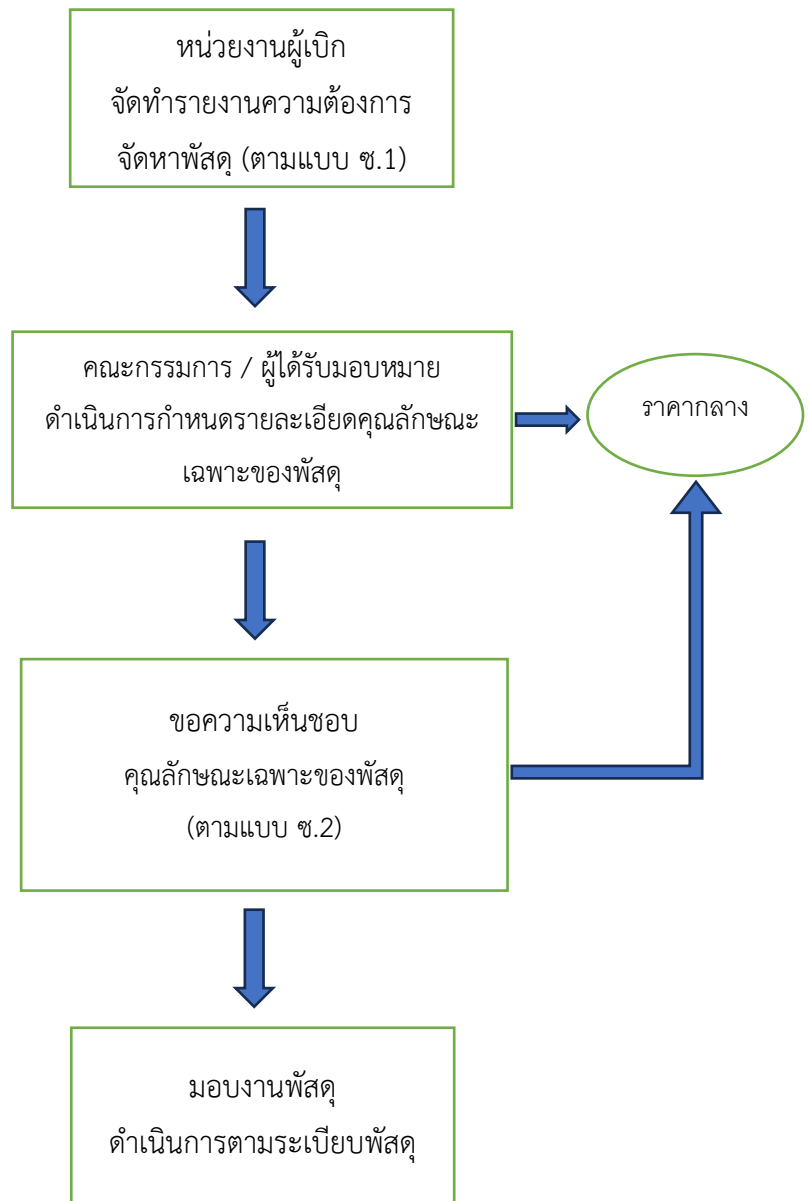 หน่วยงานผู้เบิก
จัดทำรายงานความต้องการ
จัดหาพัสดุ (ตามแบบ ซ.1)
คณะกรรมการ / ผู้ได้รับมอบหมาย
ดำเนินการกำหนดรายละเอียดคุณลักษณะ
เฉพาะของพัสดุ
ราคากลาง
ขอความเห็นชอบ
คุณลักษณะเฉพาะของพัสดุ
(ตามแบบ ซ.2)
มอบงานพัสดุ
ดำเนินการตามระเบียบพัสดุ